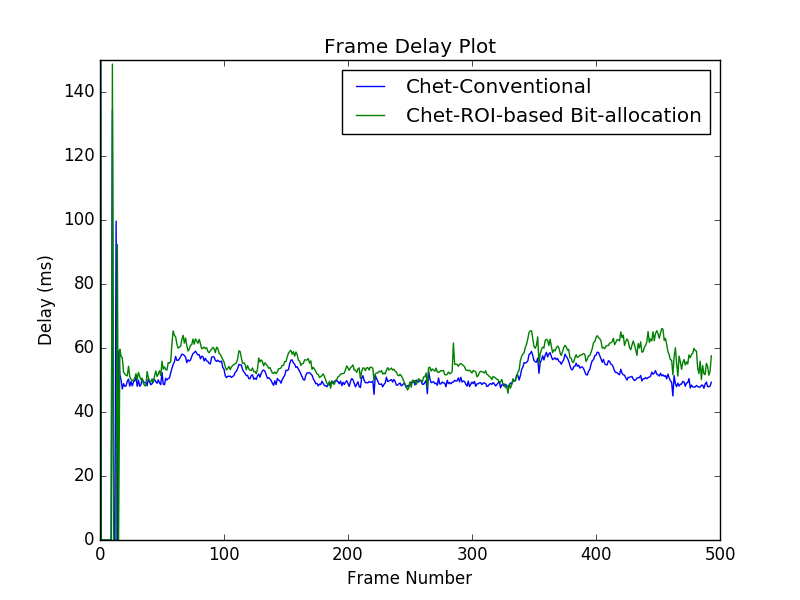 Frame Delay Plot
Chet-Conventional
Chet-ROI-based Bit-allocation
140
120
100
80
60
40
20
0
Delay (ms)
0 100 200 300 400 500
Frame Number